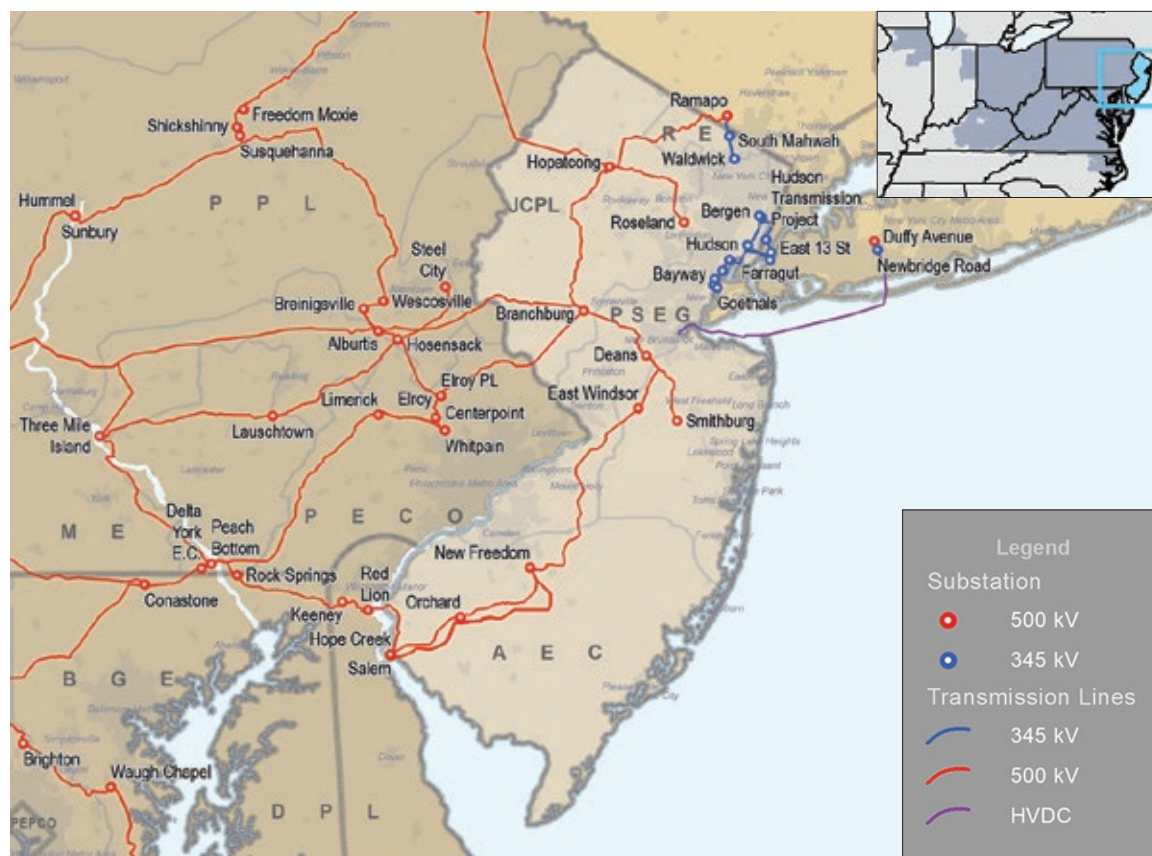 Freedom Moxie
Shickshinny
Susquehanna
Hummel
Sunbury
P P L
Steel
City
Wescosville
Breinigsville
Alburtis
Hosensack
Elroy PL
Limerick
Elroy
Centerpoint
Whitpain
Lauschtown
Three Mile
Island
M E
P E C O
Delta
York
E.C.
Peach
Bottom
Rock Springs
Conastone
Red
Lion
Keeney
Hope Creek
Salem
B G E
Brighton
Waugh Chapel
PEPCO
D P L
Ramapo
R E
South Mahwah
Waldwick
Hopatcong
JCPL
Roseland
Hudson
Transmission
Project
Bergen
Hudson
East 13 St
Bayway
Farragut
Goethals
Duffy Avenue
Newbridge Road
Branchburg
P S E G
Deans
East Windsor
Smithburg
New Freedom
Orchard
A E C
Legend
Substation
500 kV
345 kV
Transmission Lines
345 kV
500 kV
HVDC